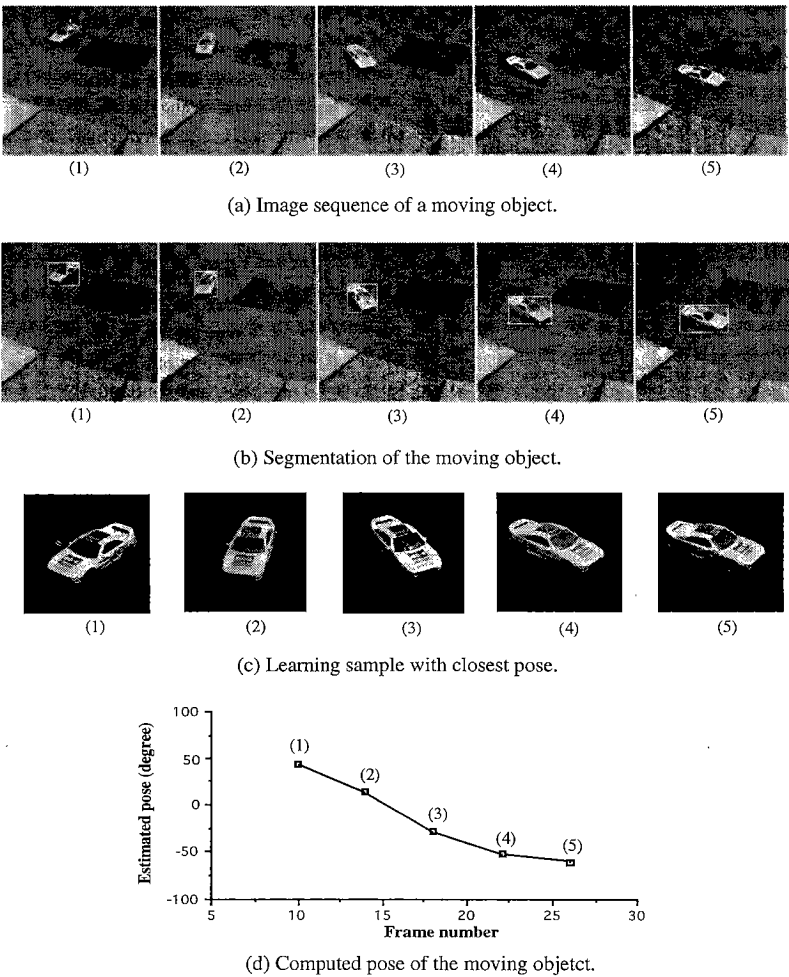 (1) (2) (3) (4) (5)
(a) Image sequence of a moving object.
(1) (2) (3) (4) (5)
(b) Segmentation of the moving object.
(1) (2) (3) (4) (5)
(c) Learning sample with closest pose.
100
50
0
-50
-100
Estimated pose (degree)
(1)
(2)
(3)
(4)
(5)
5 10 15 20 25 30
Frame number
(d) Computed pose of the moving objetct.